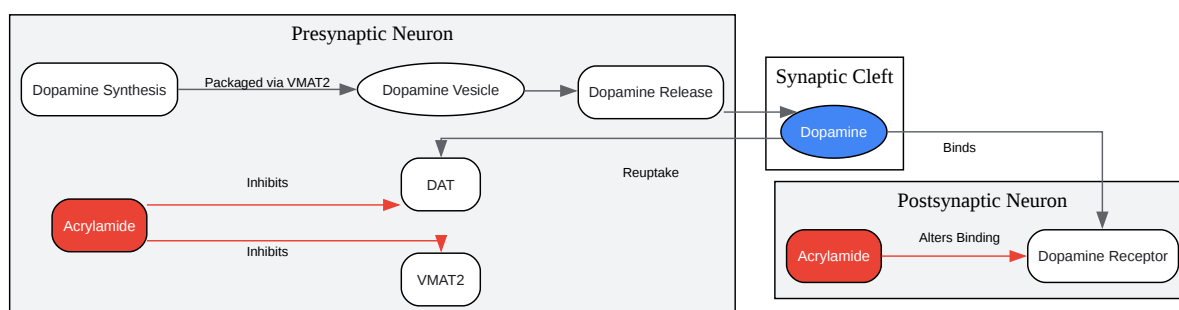 Presynaptic Neuron
Dopamine Synthesis
Packaged via VMAT2
Dopamine Vesicle
Dopamine Release
Synaptic Cleft
Dopamine
Binds
Reuptake
DAT
Inhibits
Acrylamide
Inhibits
VMAT2
Postsynaptic Neuron
Acrylamide
Alters Binding
Dopamine Receptor